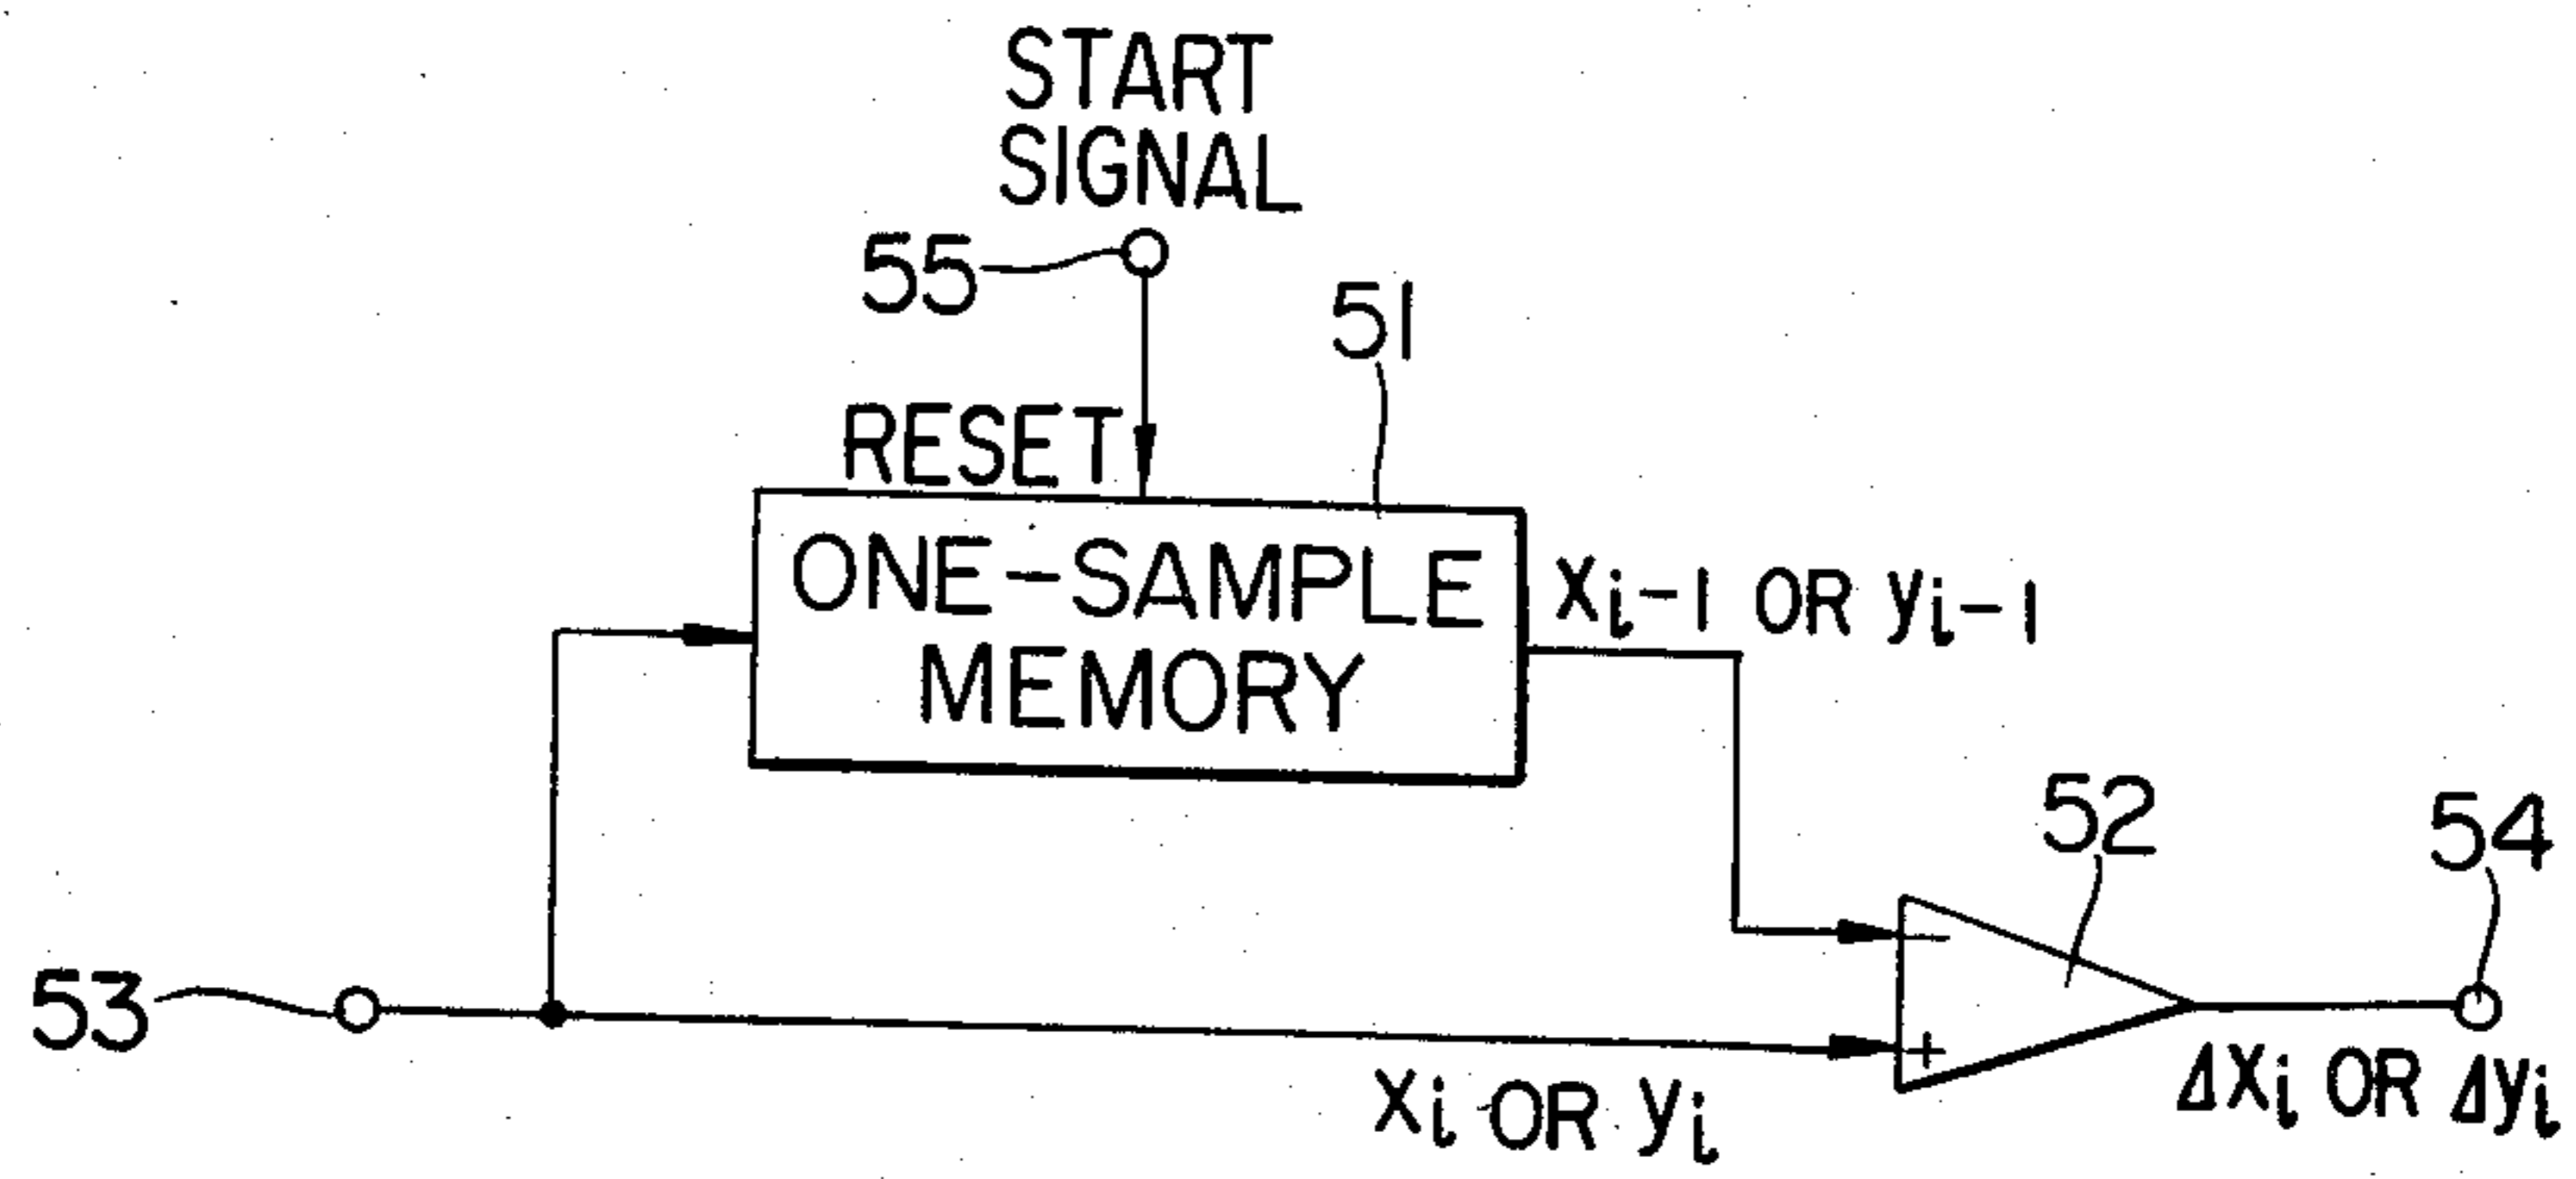 START
SIGNAL
55
51
RESET
ONE-SAMPLE
MEMORY
xi-1 OR yi-1
52
54
53
+
xi OR yi
Δxi OR Δyi